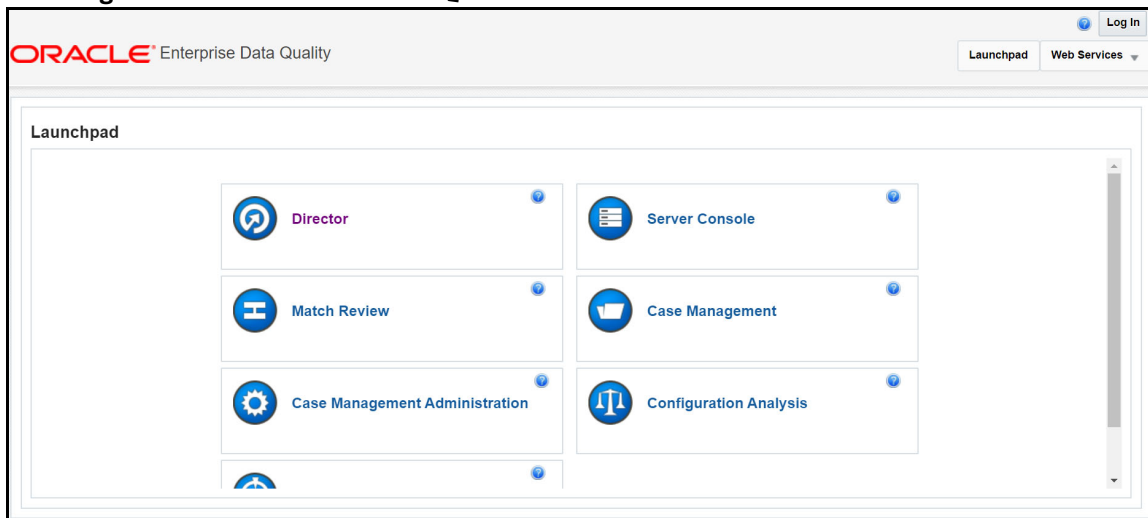 Log In
ORACLE Enterprise Data Quality
Launchpad Web Services
Launchpad
Director
Server Console
Match Review
Case Management
Case Management Administration
Configuration Analysis